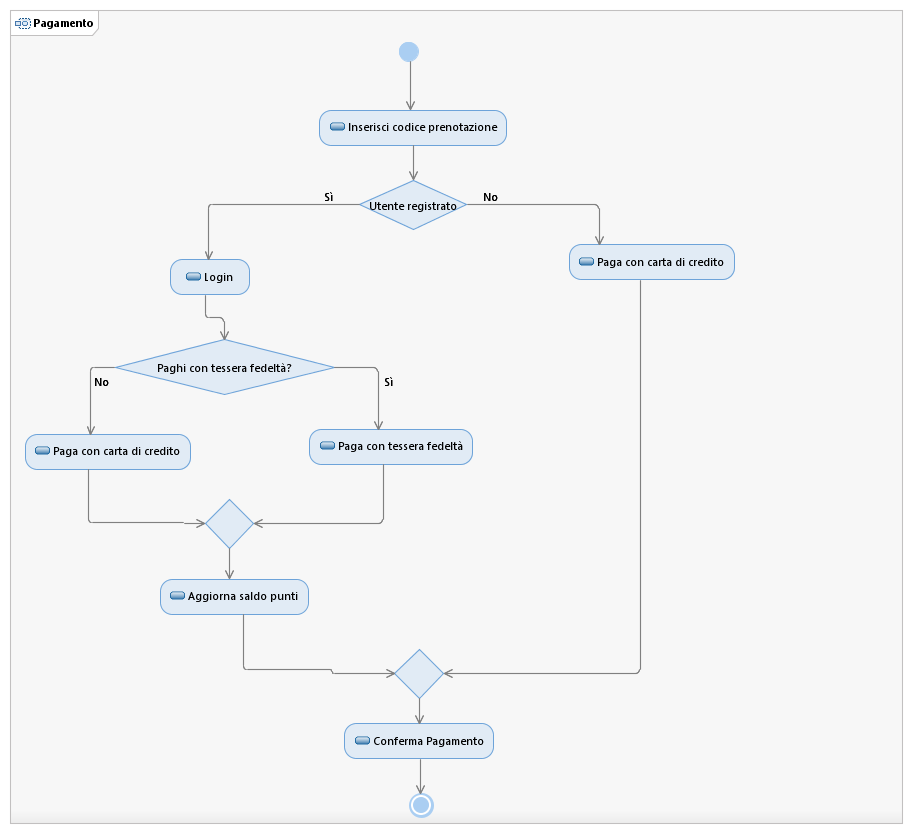 Pagamento
Inserisci codice prenotazione
Sì
No
Utente registrato
Paga con carta di credito
Login
Paghi con tessera fedeltà?
No
Sì
Paga con carta di credito
Paga con tessera fedeltà
Aggiorna saldo punti
Conferma Pagamento